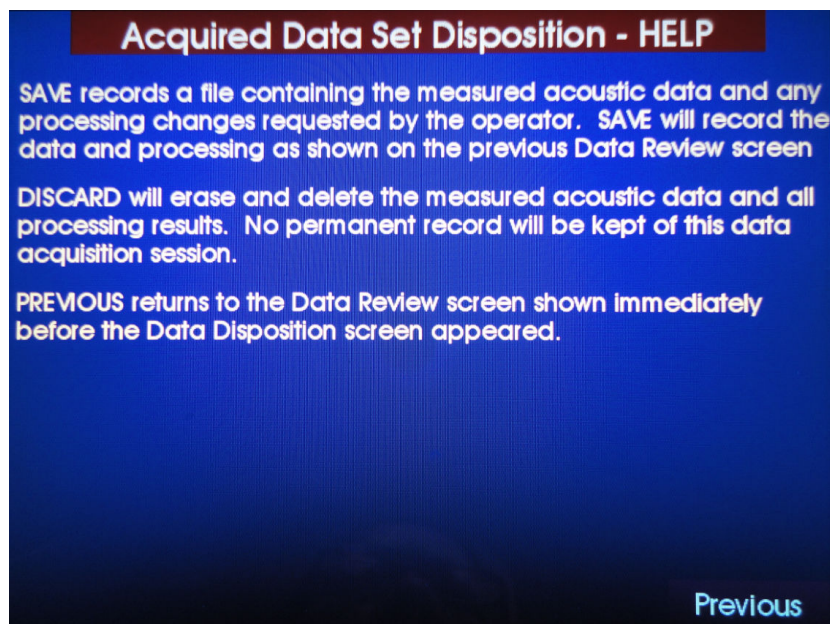 Acquired Data Set Disposition - HELP
SAVE records a file containing the measured acoustic data and any
processing changes requested by the operator.  SAVE will record the
data and processing as shown on the previous Data Review screen
DISCARD will erase and delete the measured acoustic data and all
processing results.  No permanent record will be kept of this data
acquisition session.
PREVIOUS returns to the Data Review screen shown immediately
before the Data Disposition screen appeared.
Previous